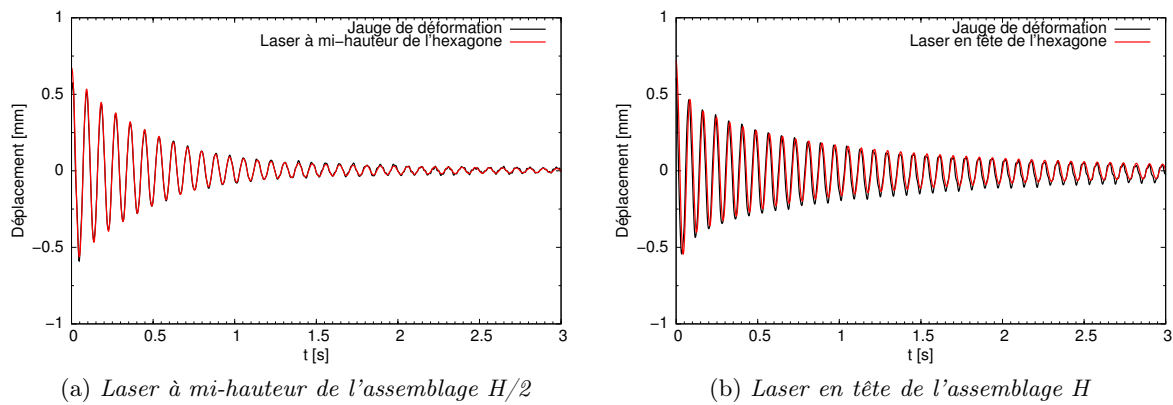 Jauge de déformation
Laser à mi−hauteur de l'hexagone
Déplacement [mm]
1
0.5
0
−0.5
−1
0 0.5 1 1.5 2 2.5 3
t [s]
(a) Laser à mi-hauteur de l'assemblage H/2
Jauge de déformation
Laser en tête de l'hexagone
Déplacement [mm]
1
0.5
0
−0.5
−1
0 0.5 1 1.5 2 2.5 3
t [s]
(b) Laser en tête de l'assemblage H